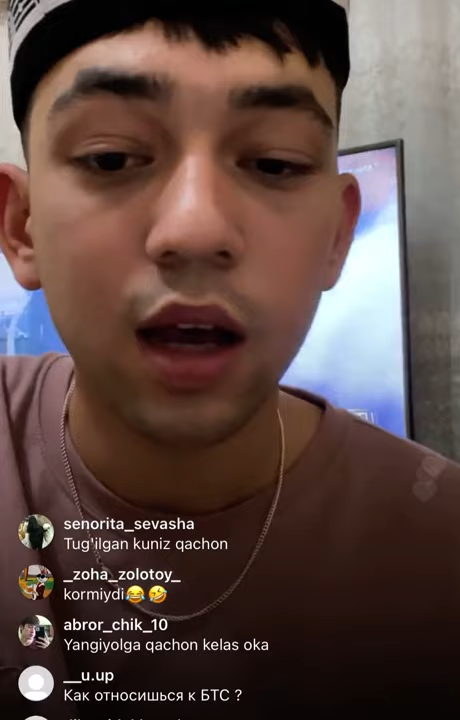 senorita_sevasha
Tug'ilgan kuniz qachon
_zoha_zolotoy_
kormiydi😂🤣
abror_chik_10
Yangiyolga qachon kelas oka
__u.up
Как относишься к БТС ?